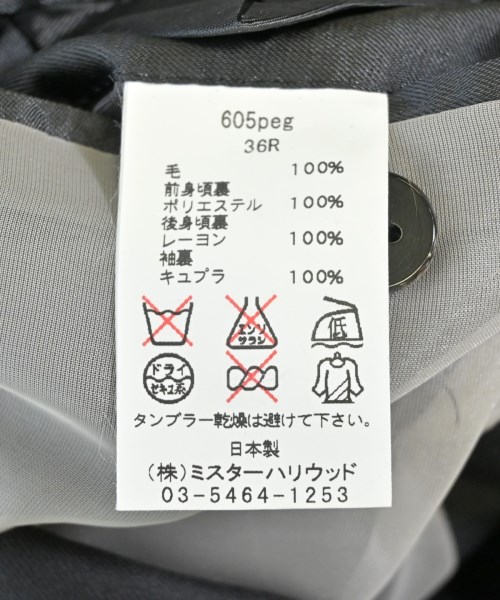 605peg
36R
毛 100%
前身頃裏
ポリエステル 100%
後身頃裏
レーヨン 100%
袖裏
キュプラ 100%
エンソ
サラシ
低
ドライ
セキユ系
タンブラー乾燥は避けて下さい。
日本製
(株)ミスターハリウッド
03-5464-1253